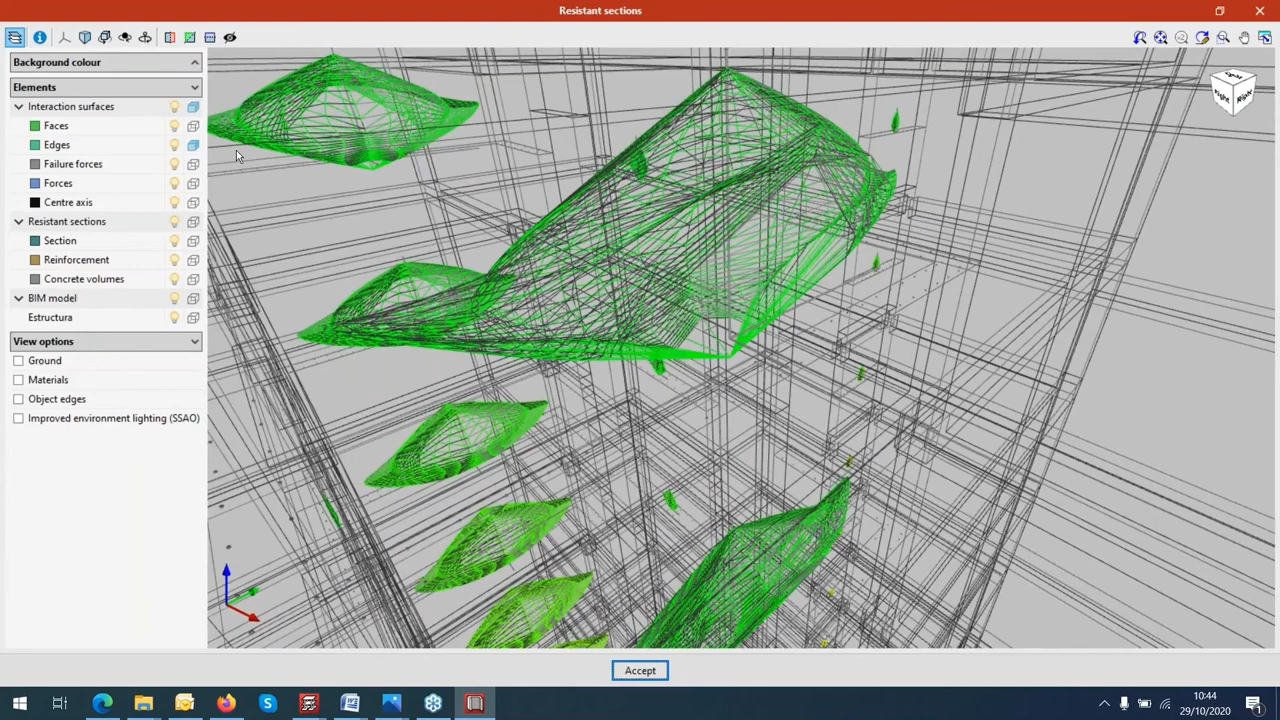 Resistant sections
Background colour
Elements
Interaction surfaces
Faces
Edges
Failure forces
Forces
Centre axis
Resistant sections
Section
Reinforcement
Concrete volumes
BIM model
Estructura
View options
Ground
Materials
Object edges
Improved environment lighting (SSAO)
Right
Accept
10:44
29/10/2020
1